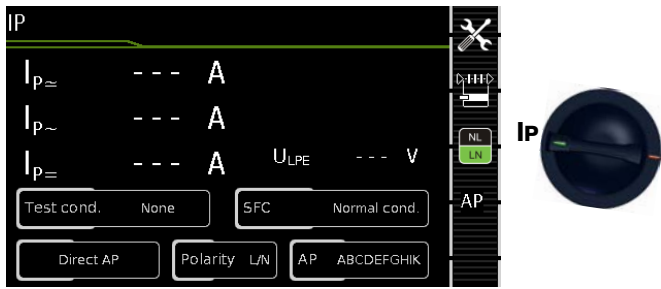 IP
IP≂ - - - A
IP~ - - - A
IP= - - - A ULPE - - - V
Test cond. None SFC Normal cond.
Direct AP Polarity L/N AP ABCDEFGHIK
NL
LN
AP
IP